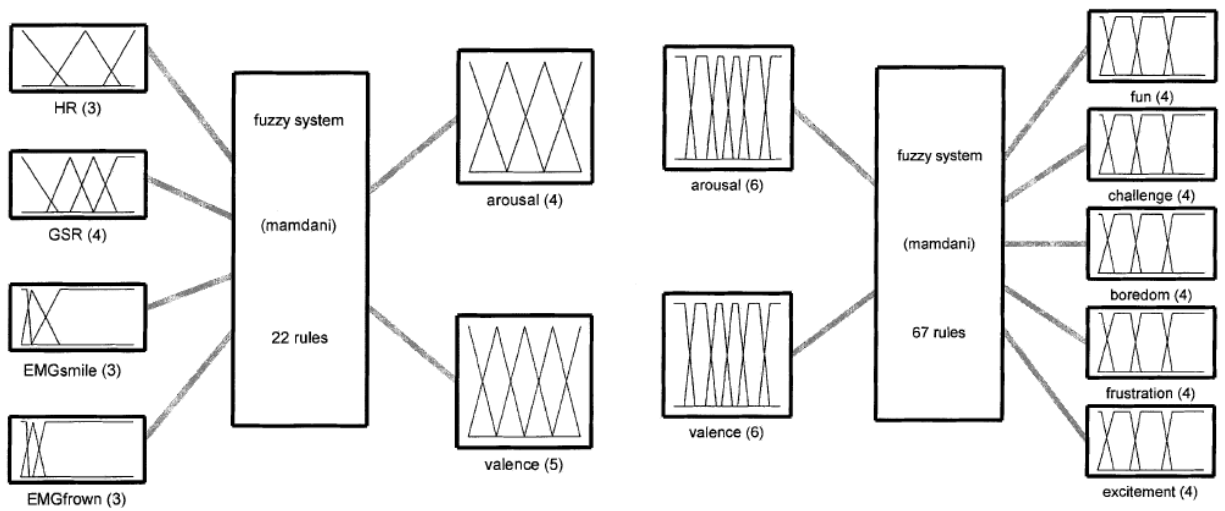 HR (3)
GSR (4)
EMGsmile (3)
EMGfrown (3)
fuzzy system
(mamdani)
22 rules
arousal (4)
valence (5)
arousal (6)
valence (6)
fuzzy system
(mamdani)
67 rules
fun (4)
challenge (4)
boredom (4)
frustration (4)
excitement (4)